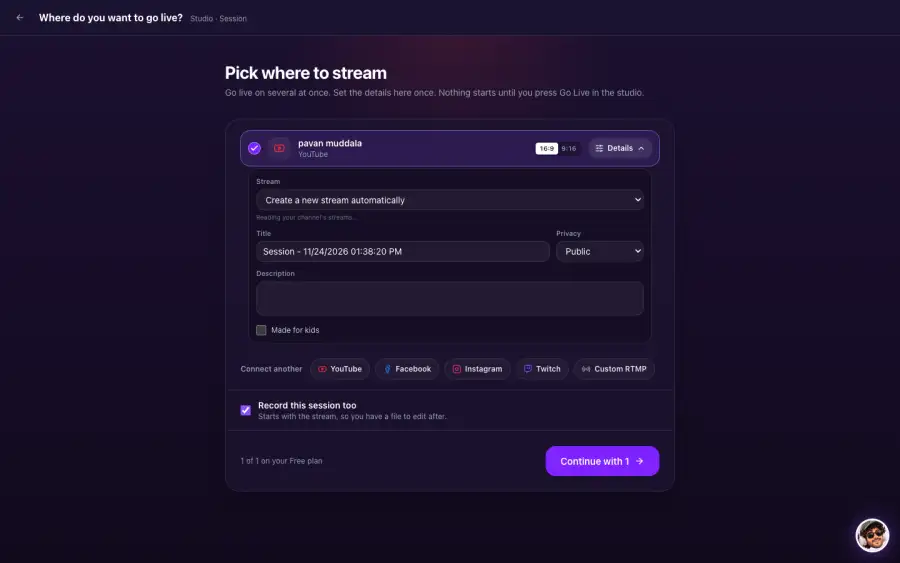 Where do you want to go live? Studio · Session
Pick where to stream
Go live on several at once. Set the details here once. Nothing starts until you press Go Live in the studio.
pavan muddala
YouTube
16:9 9:16 Details
Stream
Create a new stream automatically
Reading your channel's streams...
Title Privacy
Session - 11/24/2026 01:38:20 PM Public
Description
Made for kids
Connect another YouTube Facebook Instagram Twitch Custom RTMP
Record this session too
Starts with the stream, so you have a file to edit after.
1 of 1 on your Free plan Continue with 1